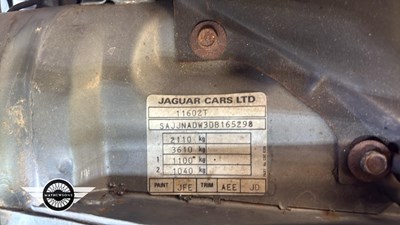 JAGUAR CARS LTD
11602T
SAJJNADW3DB165298
2110 kg
3610 kg
1 1100 kg
2 1040 kg
PAINT JFE TRIM AEE JD